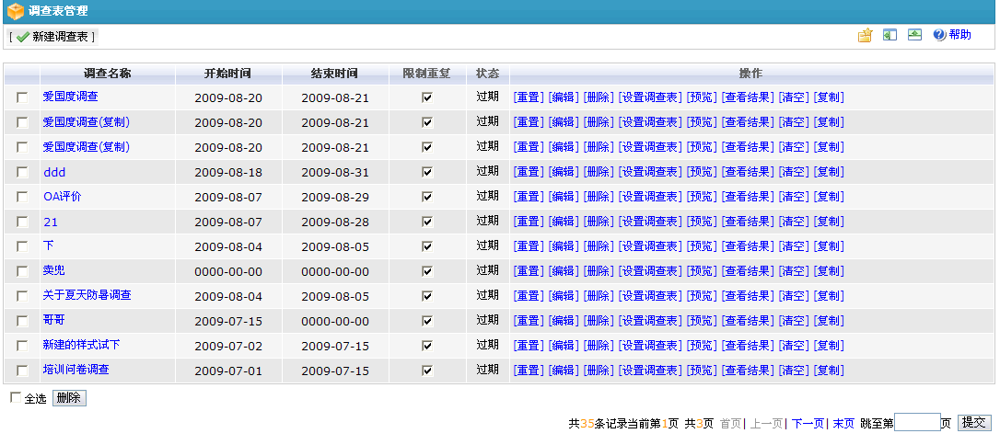 调查表管理
[ 新建调查表 ] 帮助
调查名称 开始时间 结束时间 限制重复 状态 操作
爱国度调查 2009-08-20 2009-08-21 过期 [重置] [编辑] [删除] [设置调查表] [预览] [查看结果] [清空] [复制]
爱国度调查(复制) 2009-08-20 2009-08-21 过期 [重置] [编辑] [删除] [设置调查表] [预览] [查看结果] [清空] [复制]
爱国度调查(复制) 2009-08-20 2009-08-21 过期 [重置] [编辑] [删除] [设置调查表] [预览] [查看结果] [清空] [复制]
ddd 2009-08-18 2009-08-31 过期 [重置] [编辑] [删除] [设置调查表] [预览] [查看结果] [清空] [复制]
OA评价 2009-08-07 2009-08-29 过期 [重置] [编辑] [删除] [设置调查表] [预览] [查看结果] [清空] [复制]
21 2009-08-07 2009-08-28 过期 [重置] [编辑] [删除] [设置调查表] [预览] [查看结果] [清空] [复制]
下 2009-08-04 2009-08-05 过期 [重置] [编辑] [删除] [设置调查表] [预览] [查看结果] [清空] [复制]
卖兜 0000-00-00 0000-00-00 过期 [重置] [编辑] [删除] [设置调查表] [预览] [查看结果] [清空] [复制]
关于夏天防暑调查 2009-08-04 2009-08-05 过期 [重置] [编辑] [删除] [设置调查表] [预览] [查看结果] [清空] [复制]
哥哥 2009-07-15 0000-00-00 过期 [重置] [编辑] [删除] [设置调查表] [预览] [查看结果] [清空] [复制]
新建的样式试下 2009-07-02 2009-07-15 过期 [重置] [编辑] [删除] [设置调查表] [预览] [查看结果] [清空] [复制]
培训问卷调查 2009-07-01 2009-07-15 过期 [重置] [编辑] [删除] [设置调查表] [预览] [查看结果] [清空] [复制]
全选 删除
共35条记录当前第1页 共3页 首页| 上一页| 下一页| 末页 跳至第 页 提交